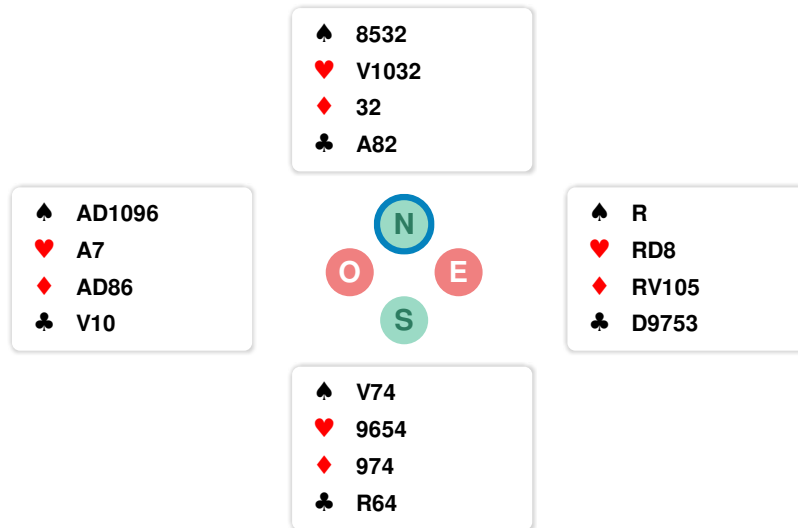 ♠ 8532
♥ V1032
♦ 32
♣ A82
♠ AD1096
♥ A7
♦ AD86
♣ V10
N
O E
S
♠ R
♥ RD8
♦ RV105
♣ D9753
♠ V74
♥ 9654
♦ 974
♣ R64